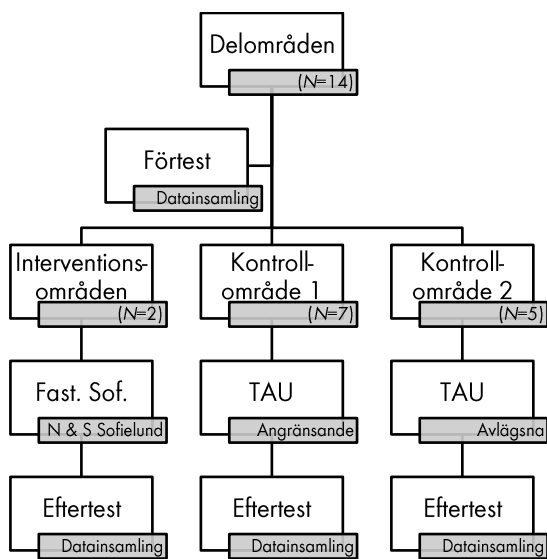 Delområden
(N=14)
Förtest
Datainsamling
Interventions-
områden
(N=2)
Kontroll-
område 1
(N=7)
Kontroll-
område 2
(N=5)
Fast. Sof.
N & S Sofielund
TAU
Angränsande
TAU
Avlägsna
Eftertest
Datainsamling
Eftertest
Datainsamling
Eftertest
Datainsamling